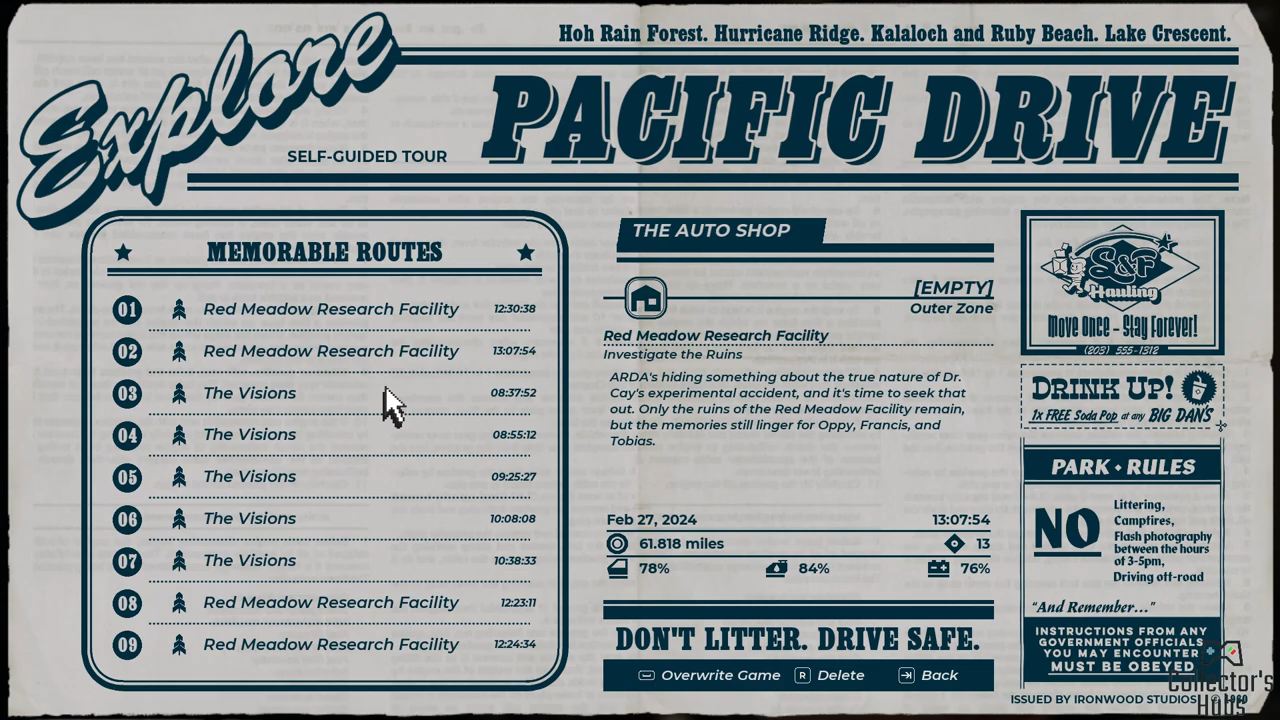 Hoh Rain Forest. Hurricane Ridge. Kalaloch and Ruby Beach. Lake Crescent.
Explore
PACIFIC DRIVE
SELF-GUIDED TOUR
MEMORABLE ROUTES
01 Red Meadow Research Facility 12:30:38
02 Red Meadow Research Facility 13:07:54
03 The Visions 08:37:52
04 The Visions 08:55:12
05 The Visions 09:25:27
06 The Visions 10:08:08
07 The Visions 10:38:33
08 Red Meadow Research Facility 12:23:11
09 Red Meadow Research Facility 12:24:34
THE AUTO SHOP
[EMPTY]
Outer Zone
Red Meadow Research Facility
Investigate the Ruins
ARDA's hiding something about the true nature of Dr.
Cay's experimental accident, and it's time to seek that
out. Only the ruins of the Red Meadow Facility remain,
but the memories still linger for Oppy, Francis, and
Tobias.
Feb 27, 2024 13:07:54
61.818 miles 13
78% 84% 76%
DON'T LITTER. DRIVE SAFE.
Overwrite Game R Delete Back
S&F
Hauling
Move Once - Stay Forever!
(203) 555-1312
DRINK UP!
1x FREE Soda Pop at any BIG DAN'S
PARK • RULES
NO
Littering,
Campfires,
Flash photography
between the hours
of 3-5pm,
Driving off-road
"And Remember..."
INSTRUCTIONS FROM ANY
GOVERNMENT OFFICIALS
YOU MAY ENCOUNTER
MUST BE OBEYED
ISSUED BY IRONWOOD STUDIOS
Collector's
Hubs